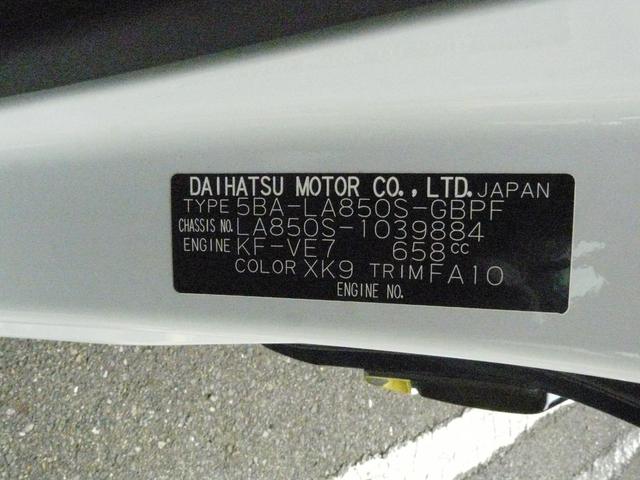 DAIHATSU MOTOR CO., LTD. JAPAN
TYPE 5BA-LA850S-GBPF
CHASSIS NO. LA850S-1039884
ENGINE KF-VE7 658cc
COLOR XK9 TRIM FA10
ENGINE NO.